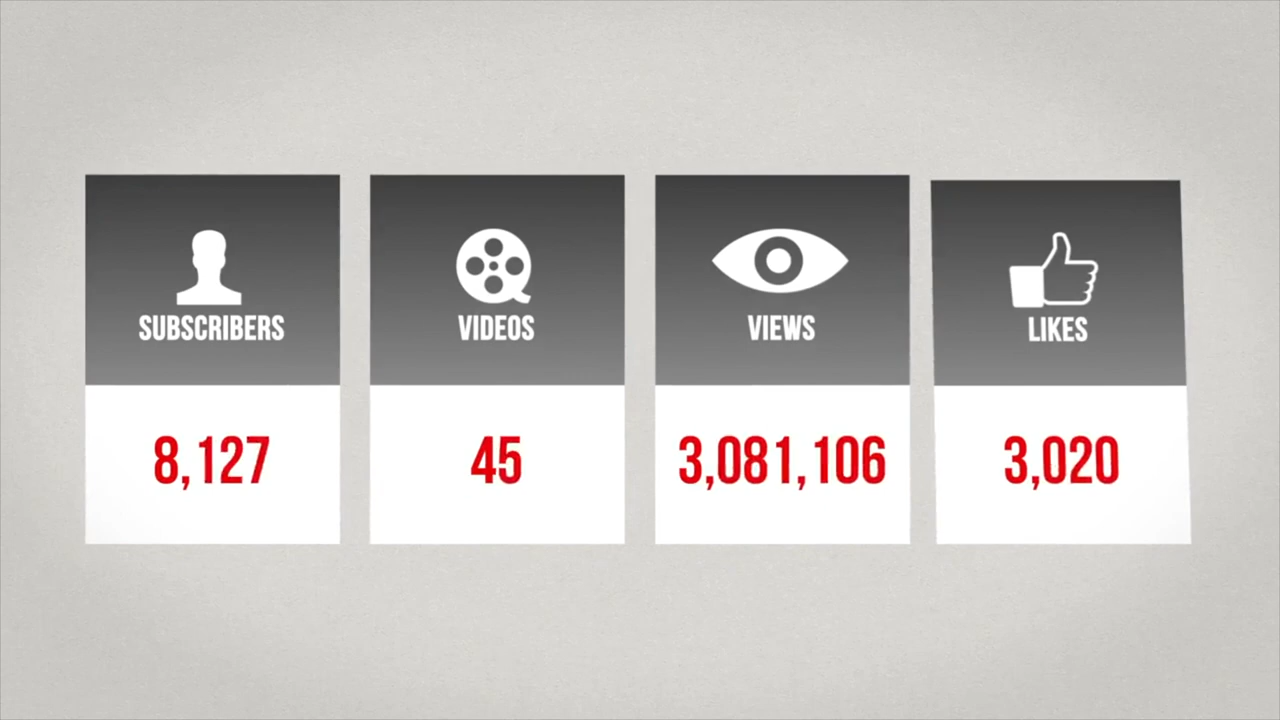 SUBSCRIBERS
VIDEOS
VIEWS
LIKES
8,127
45
3,081,106
3,020